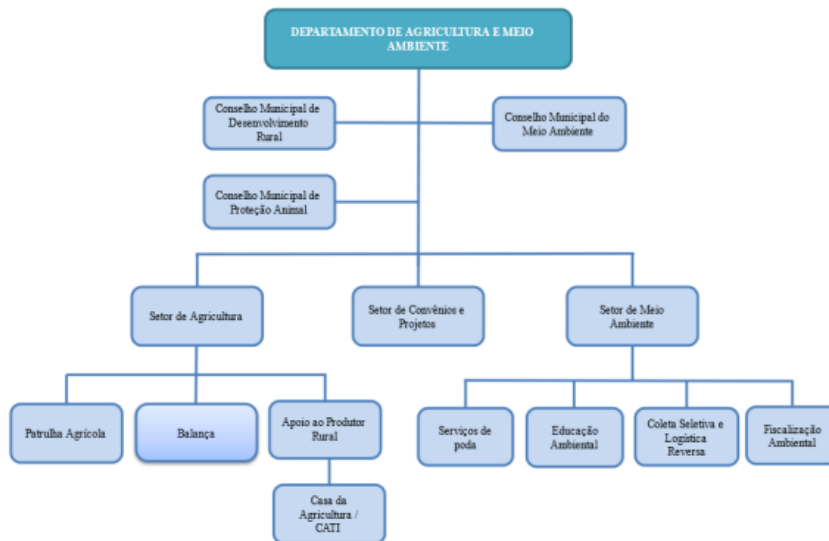 DEPARTAMENTO DE AGRICULTURA E MEIO
AMBIENTE
Conselho Municipal de
Desenvolvimento
Rural
Conselho Municipal do
Meio Ambiente
Conselho Municipal de
Proteção Animal
Setor de Agricultura
Setor de Convênios e
Projetos
Setor de Meio
Ambiente
Patrulha Agrícola
Balança
Apoio ao Produtor
Rural
Serviços de
poda
Educação
Ambiental
Coleta Seletiva e
Logística
Reversa
Fiscalização
Ambiental
Casa da
Agricultura /
CATI